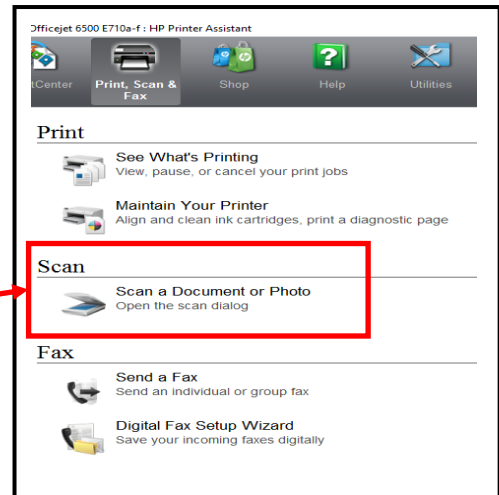 Officejet 6500 E710a-f : HP Printer Assistant
tCenter
Print, Scan &
Fax
Shop
Help
Utilities
Print
See What's Printing
View, pause, or cancel your print jobs
Maintain Your Printer
Align and clean ink cartridges, print a diagnostic page
Scan
Scan a Document or Photo
Open the scan dialog
Fax
Send a Fax
Send an individual or group fax
Digital Fax Setup Wizard
Save your incoming faxes digitally